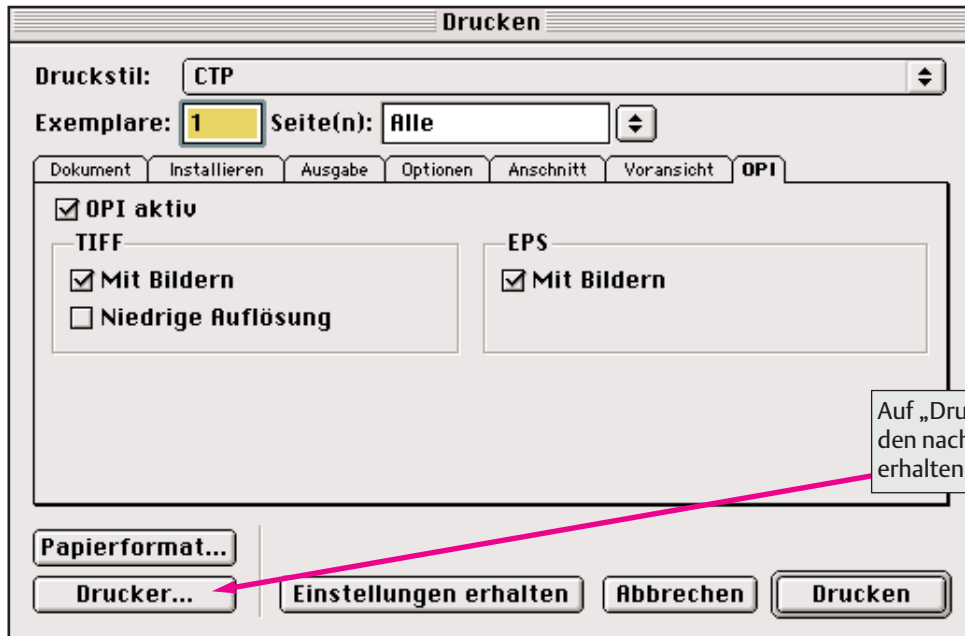 Drucken
Druckstil: CTP
Exemplare: 1 Seite(n): Alle
Dokument Installieren Ausgabe Optionen Anschnitt Voransicht OPI
OPI aktiv
TIFF
Mit Bildern
Niedrige Auflösung
EPS
Mit Bildern
Auf
den
erhalten
Papierformat...
Drucker... Einstellungen erhalten Abbrechen Drucken